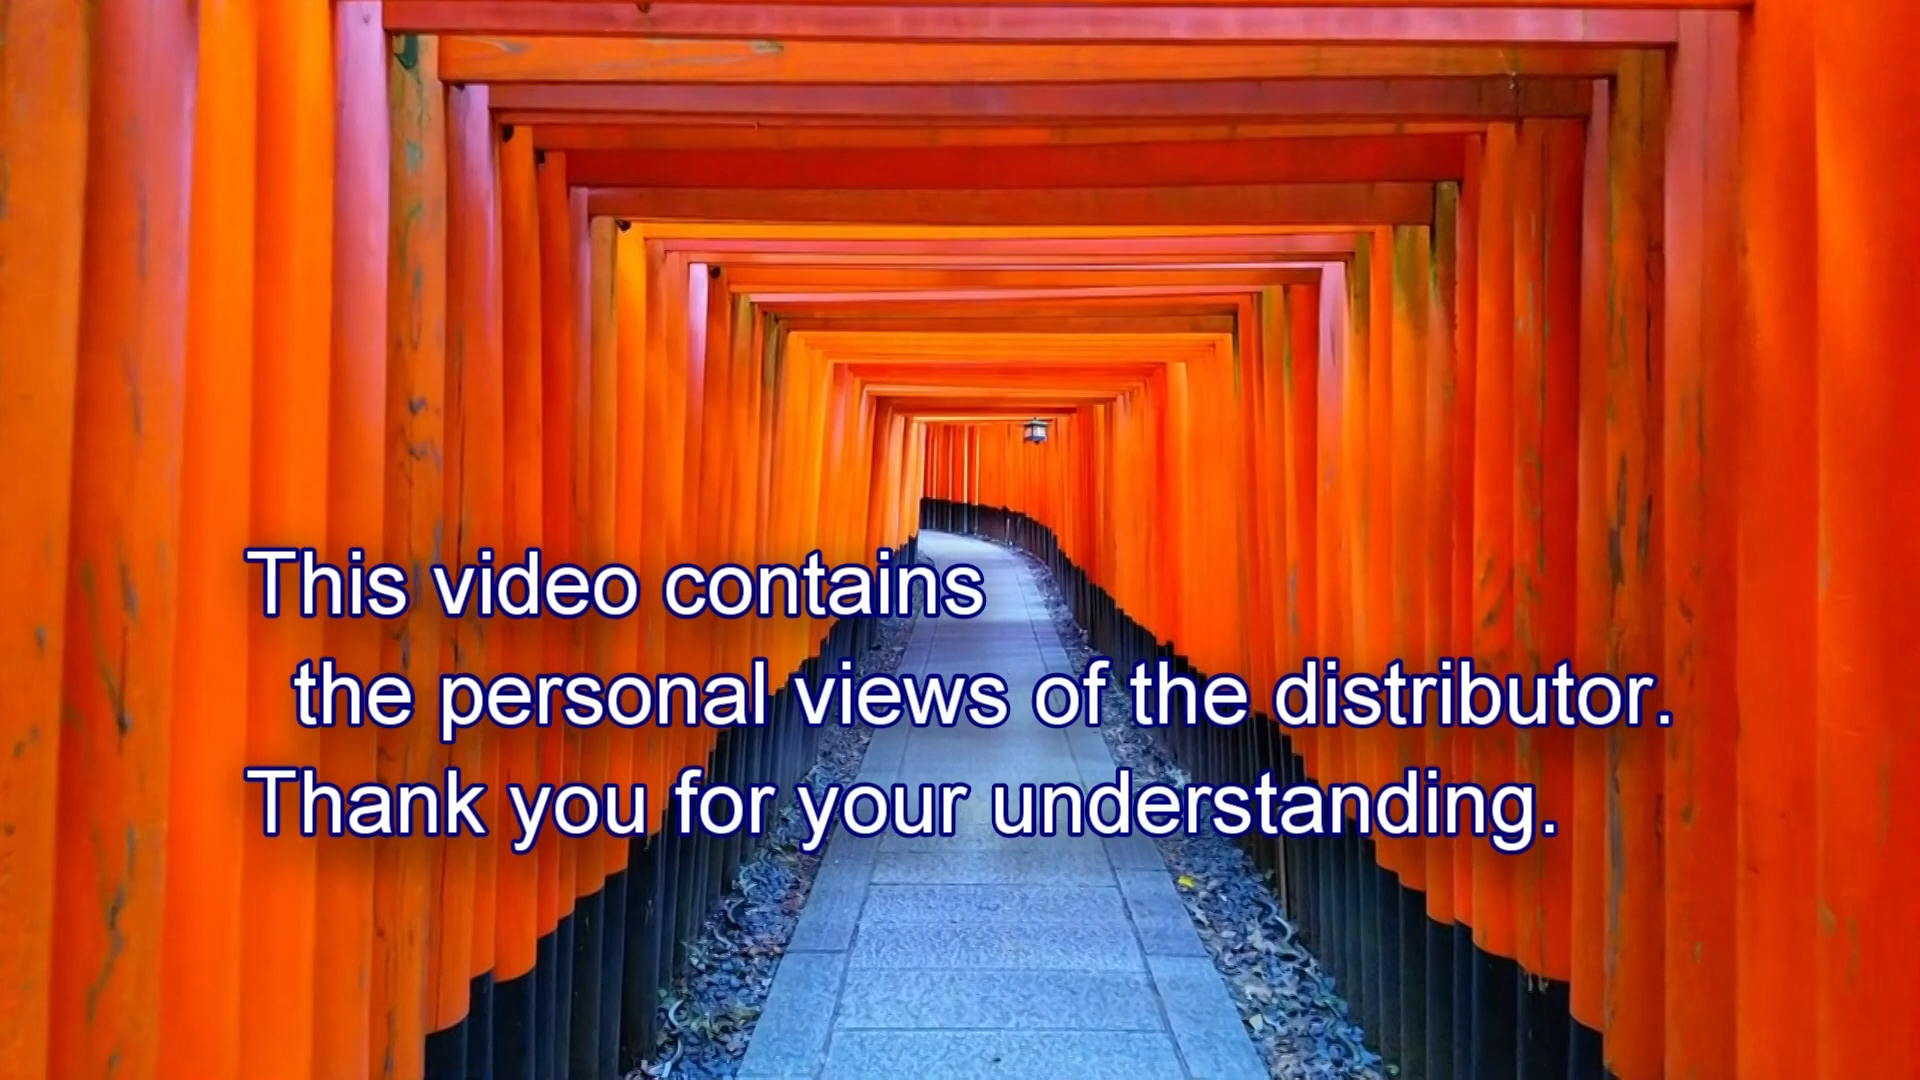 This video contains
the personal views of the distributor.
Thank you for your understanding.